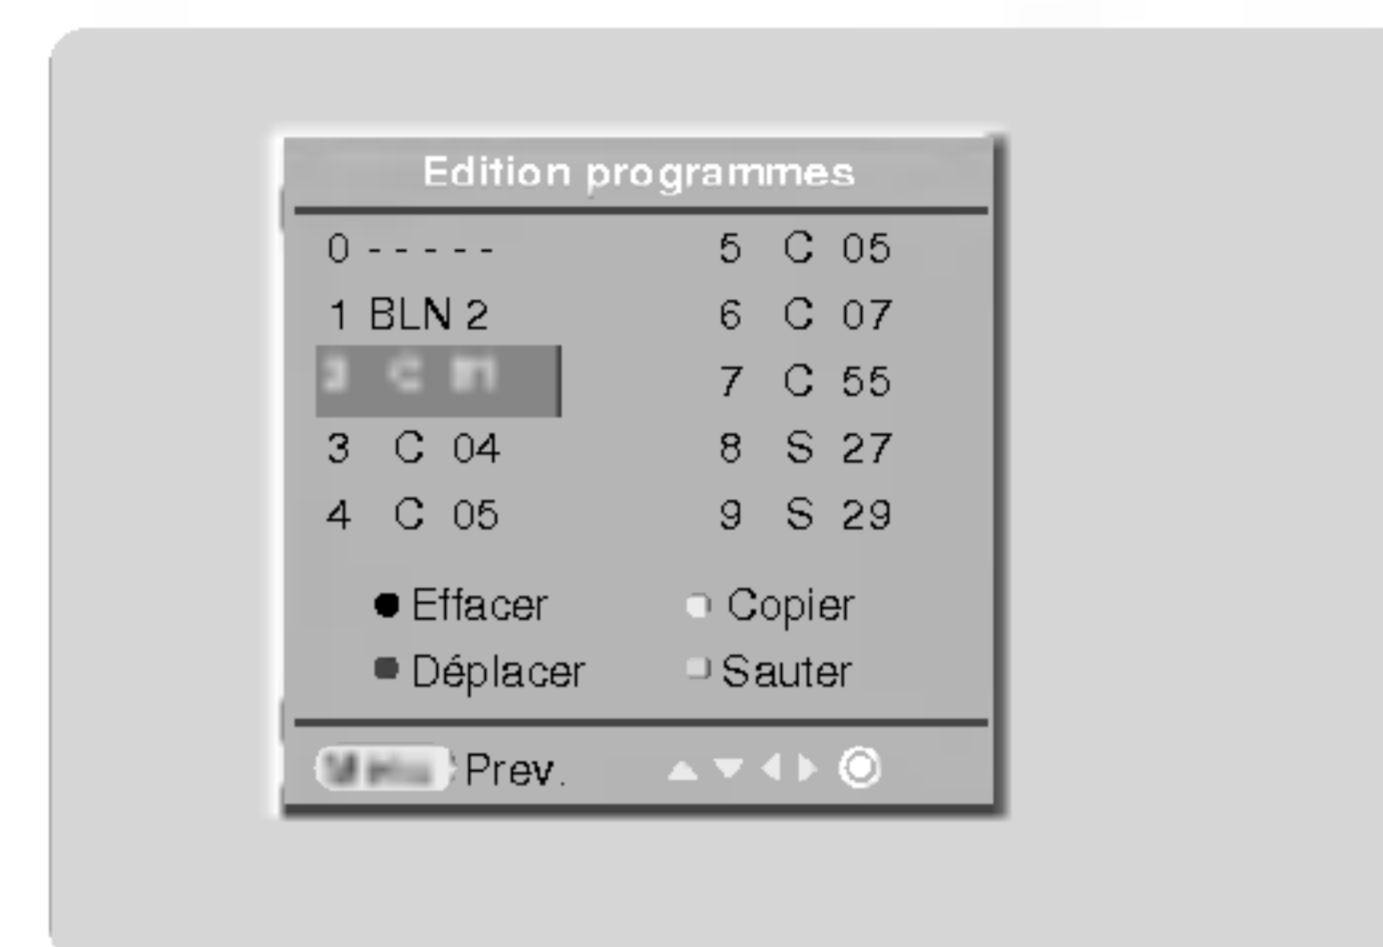 Edition programmes
0 - - - - -
1 BLN 2
C
3 C 04
4 C 05
5 C 05
6 C 07
7 C 55
8 S 27
9 S 29
Effacer
Copier
Déplacer
Sauter
Prev.